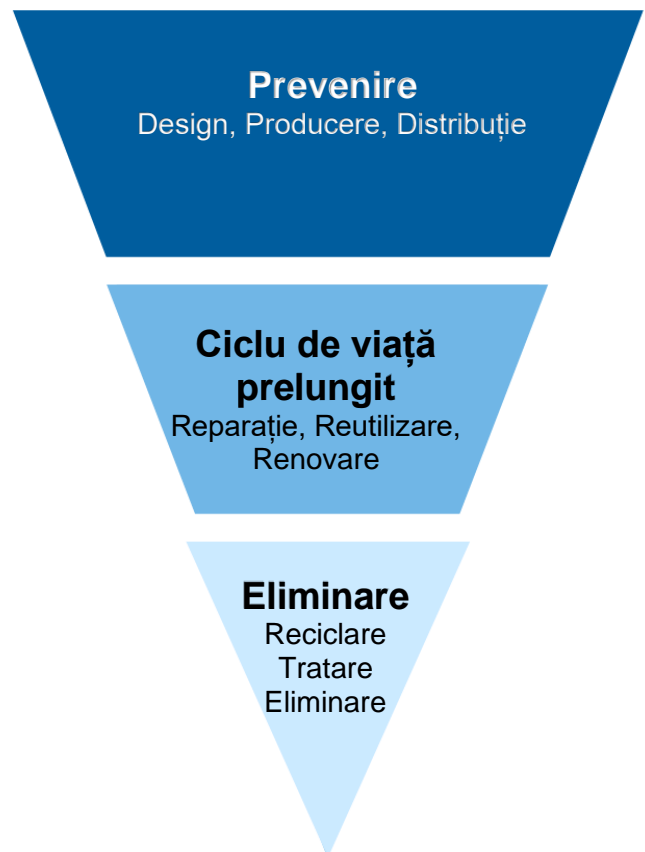 Prevenire
Design, Producere, Distribuție
Ciclu de viață
prelungit
Reparație, Reutilizare,
Renovare
Eliminare
Reciclare
Tratare
Eliminare